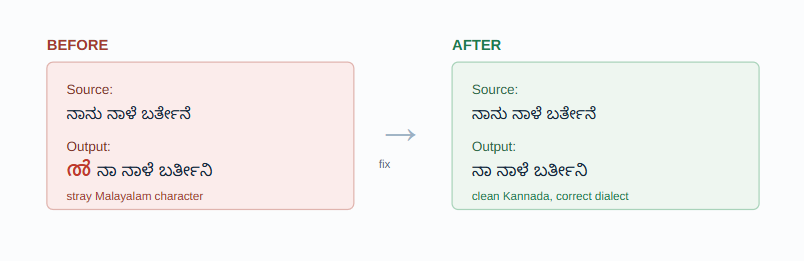 BEFORE
Source:
ನಾನು ನಾಳೆ ಬರ್ತೇನೆ
Output:
ൽ ನಾ ನಾಳೆ ಬರ್ತೀನಿ
stray Malayalam character
→
fix
AFTER
Source:
ನಾನು ನಾಳೆ ಬರ್ತೇನೆ
Output:
ನಾ ನಾಳೆ ಬರ್ತೀನಿ
clean Kannada, correct dialect